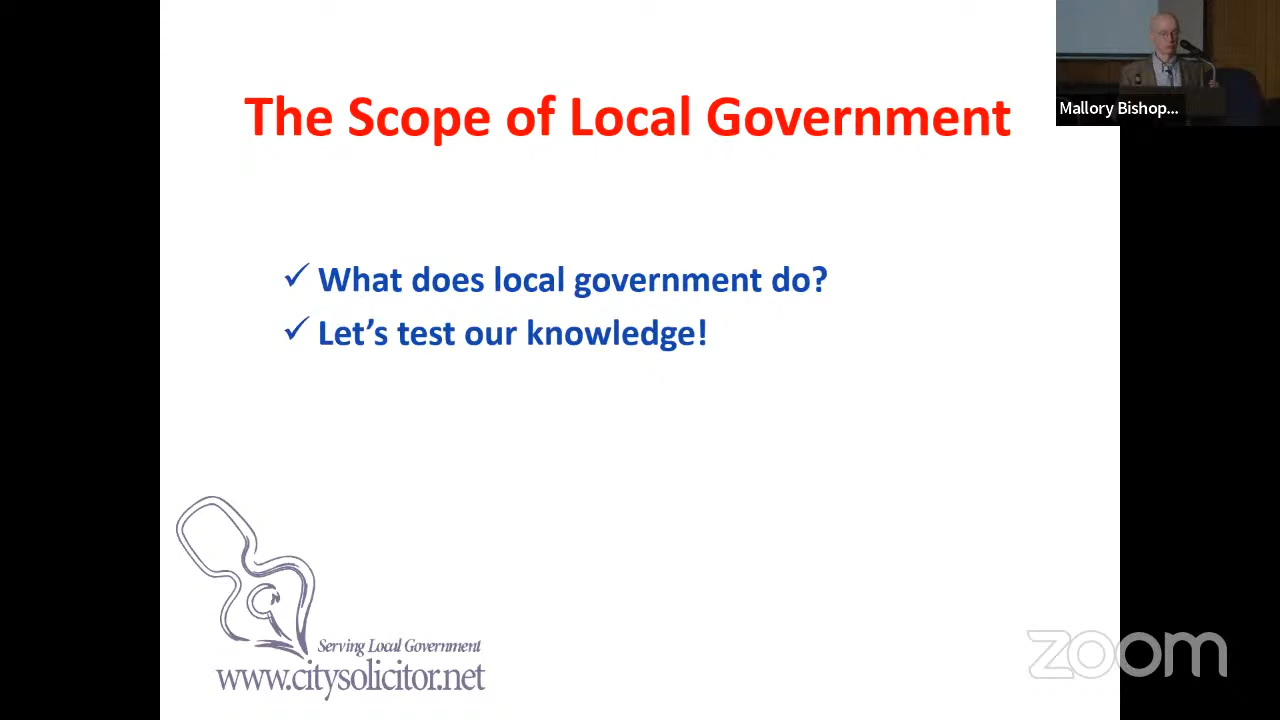 The Scope of Local Government
Mallory Bishop...
✓ What does local government do?
✓ Let's test our knowledge!
Serving Local Government
www.citysolicitor.net
zoom